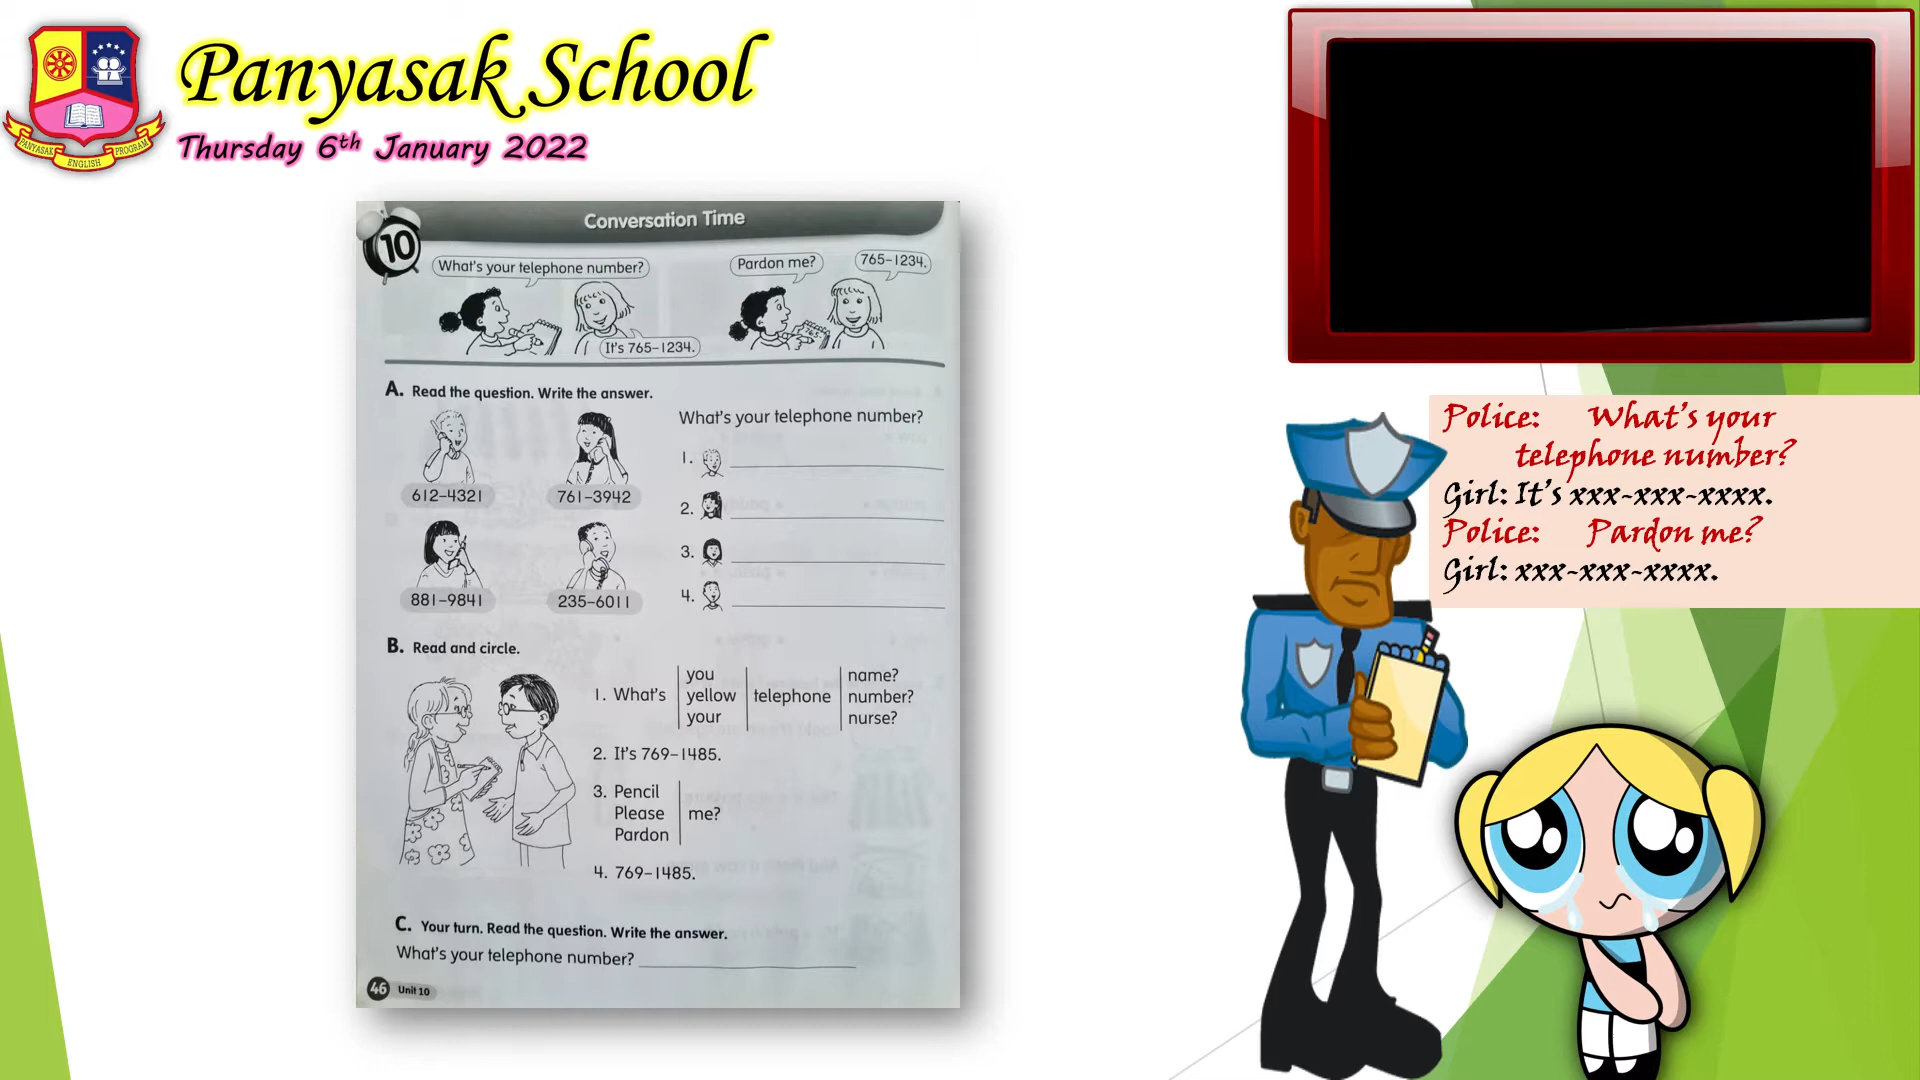 Panyasak School
Thursday 6th January 2022
PANYASAK ENGLISH PROGRAM
Conversation Time
10
What's your telephone number?
It's 765-1234.
Pardon me?
765-1234.
A. Read the question. Write the answer.
612-4321
761-3942
881-9841
235-6011
What's your telephone number?
1.
2.
3.
4.
B. Read and circle.
1. What's you yellow your telephone name? number? nurse?
2. It's 769-1485.
3. Pencil Please Pardon me?
4. 769-1485.
C. Your turn. Read the question. Write the answer.
What's your telephone number?
46 Unit 10
Police: What's your
telephone number?
Girl: It's xxx-xxx-xxxx.
Police: Pardon me?
Girl: xxx-xxx-xxxx.